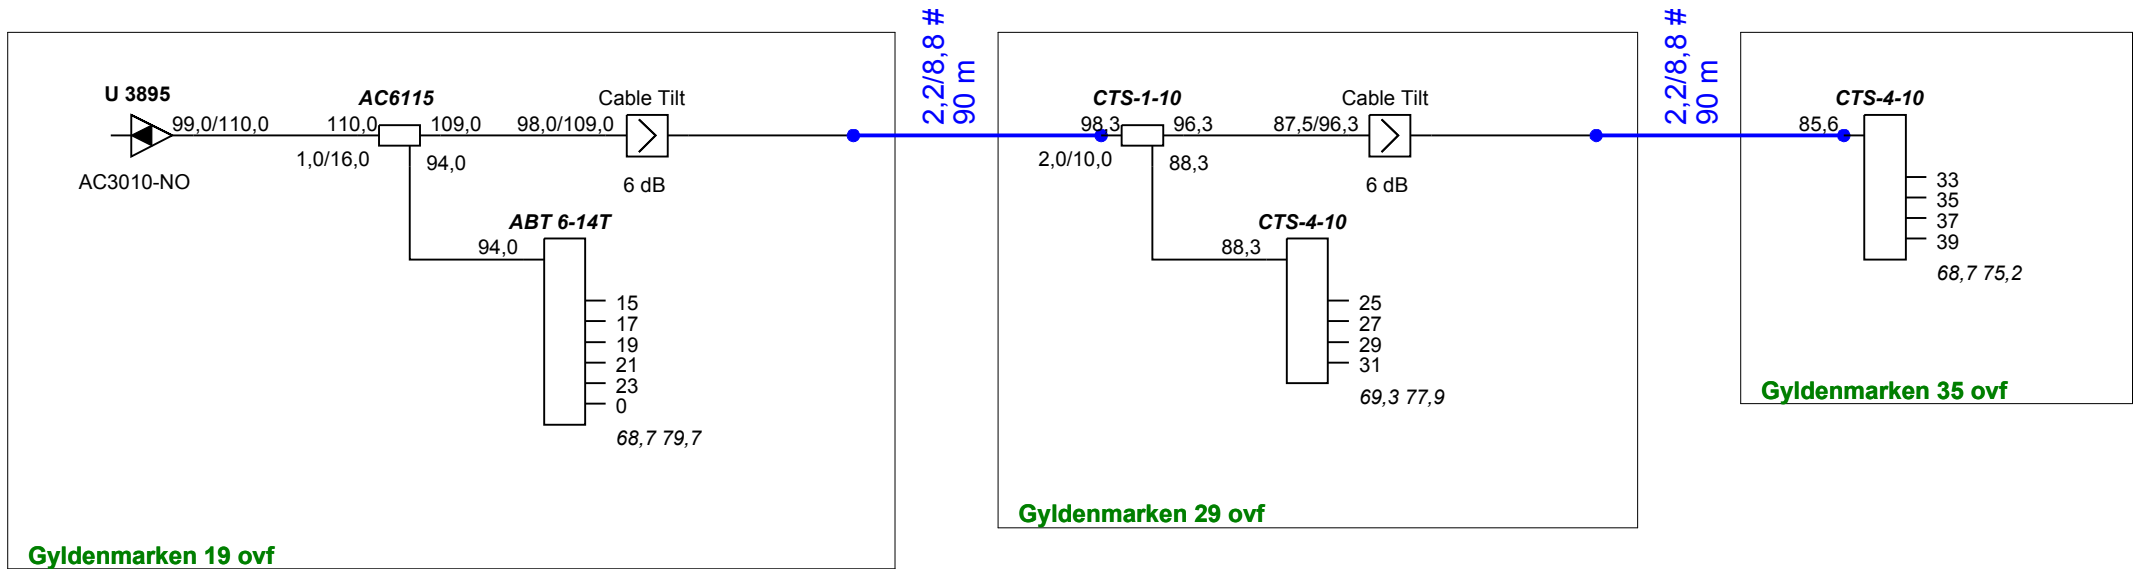 U 3895
99,0/110,0
AC3010-NO
AC6115
110,0
109,0
1,0/16,0
94,0
98,0/109,0
Cable Tilt
6 dB
ABT 6-14T
94,0
15
17
19
21
23
0
68,7 79,7
Gyldenmarken 19 ovf
2,2/8,8 #
90 m
CTS-1-10
98,3
96,3
2,0/10,0
88,3
87,5/96,3
Cable Tilt
6 dB
CTS-4-10
88,3
25
27
29
31
69,3 77,9
Gyldenmarken 29 ovf
2,2/8,8 #
90 m
CTS-4-10
85,6
33
35
37
39
68,7 75,2
Gyldenmarken 35 ovf